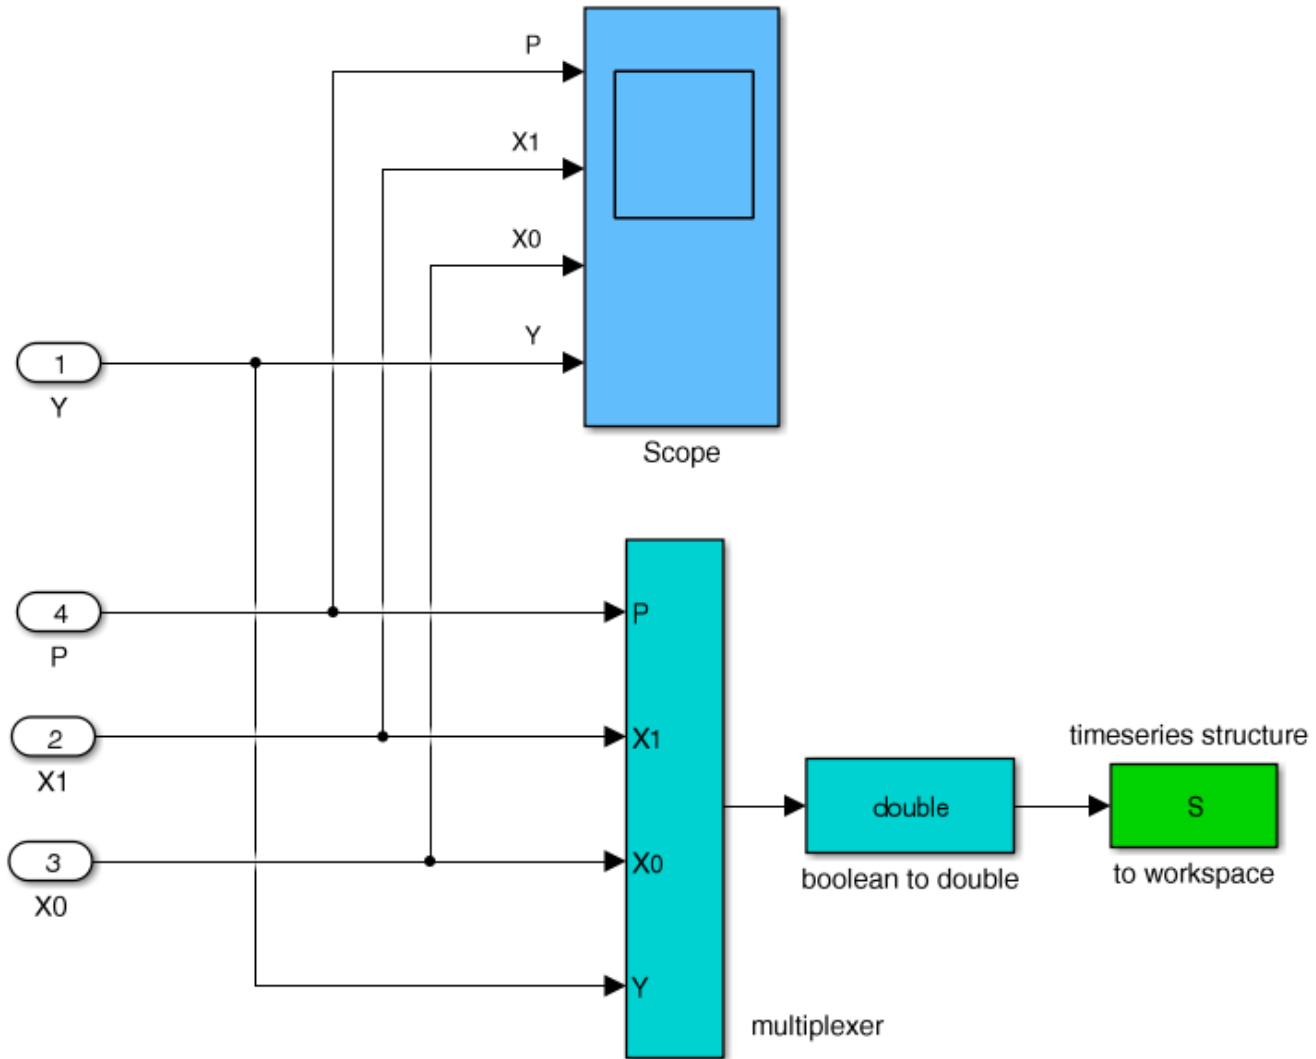 P
X1
X0
Y
1
Y
Scope
4
P
P
2
X1
X1
timeseries structure
double
S
3
X0
X0
boolean to double
to workspace
Y
multiplexer